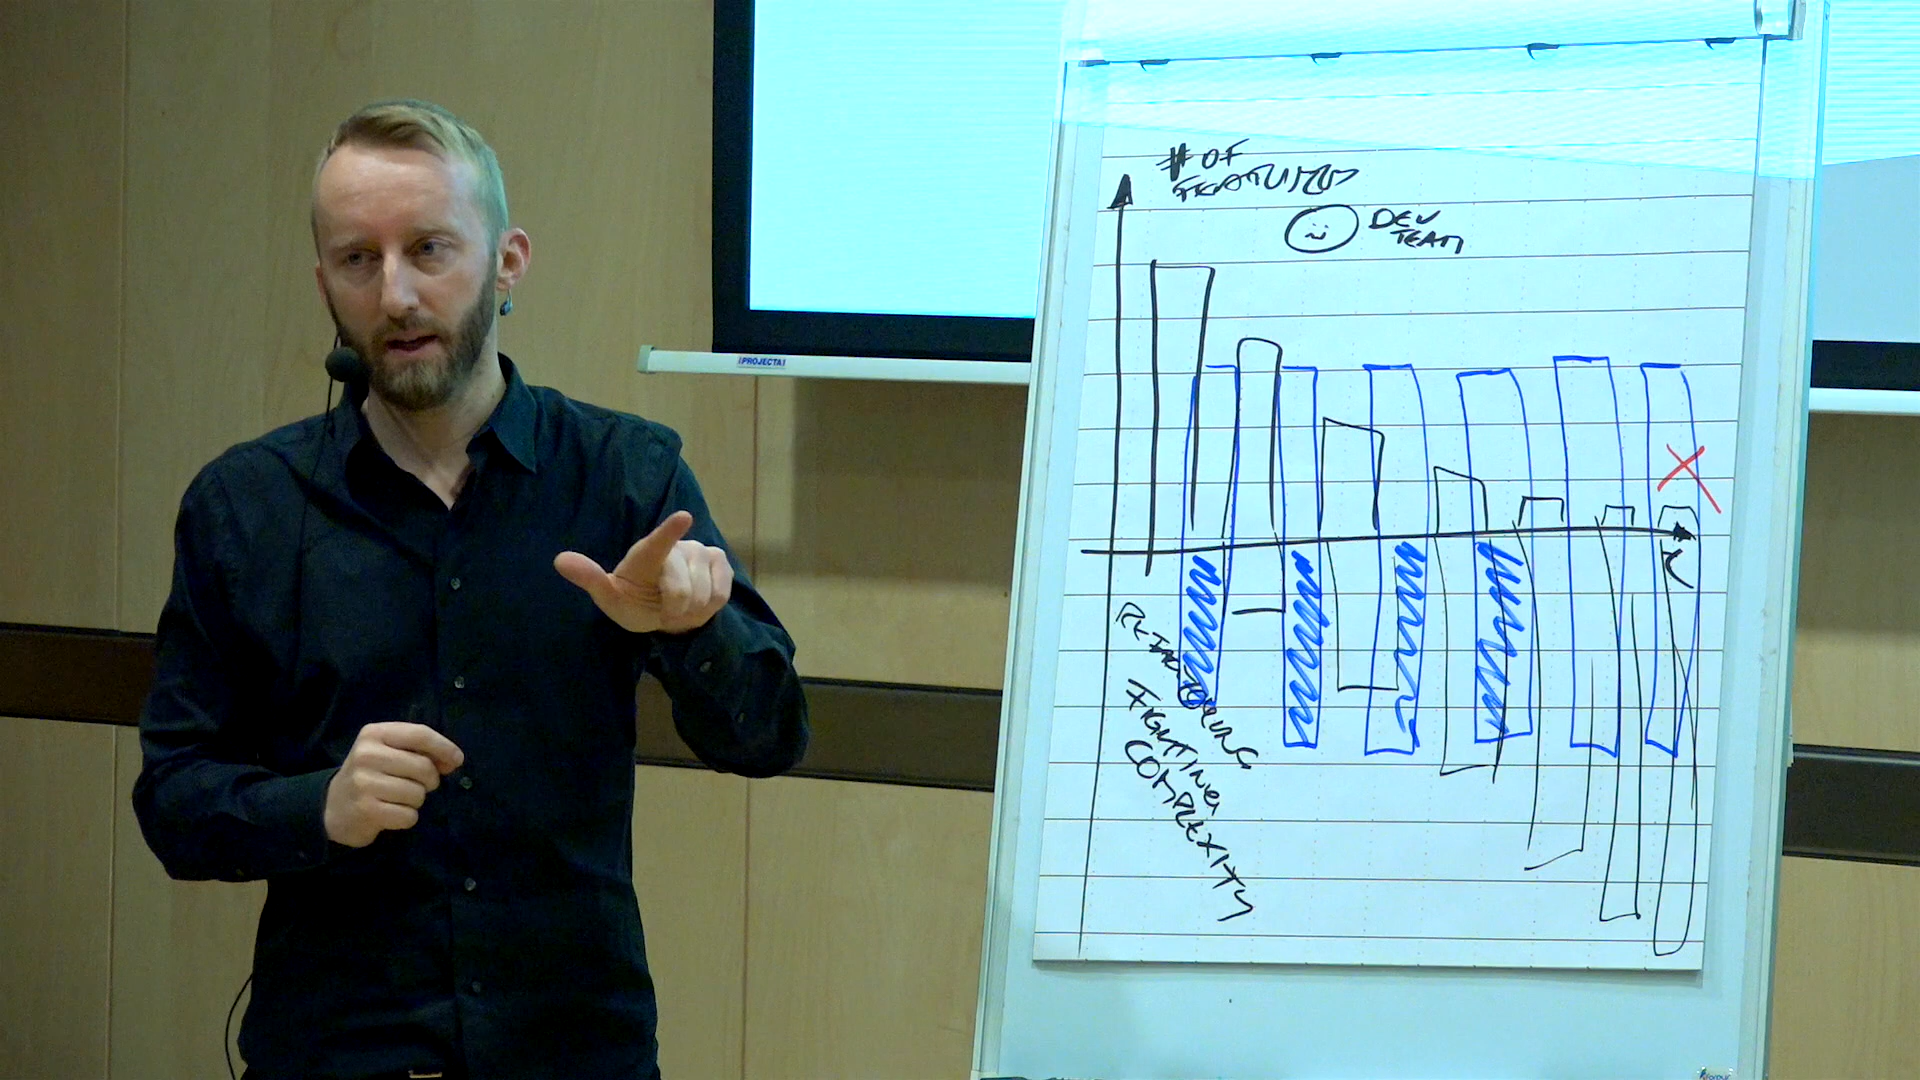 # OF
FEATURES
DEV
TEAM
REFACTORING
FIGHTING
COMPLEXITY
PROJECTA